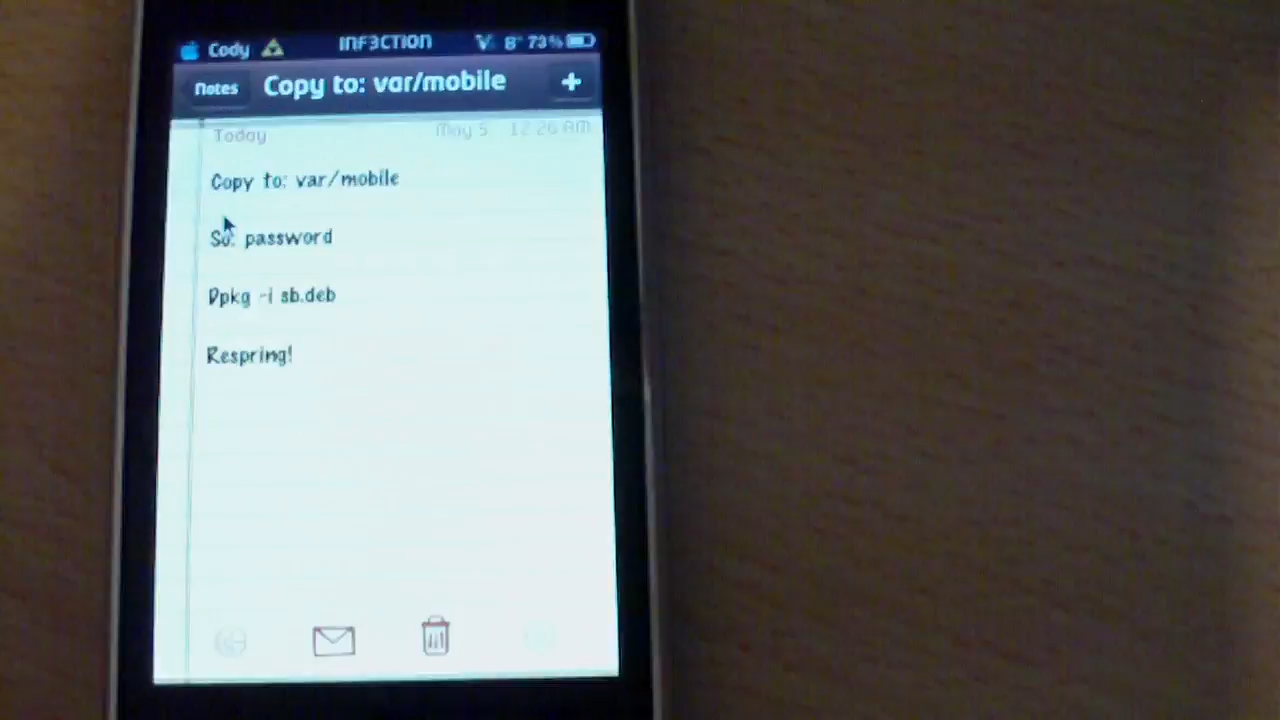 Cody INF3CTION 8° 73%
Notes Copy to: var/mobile +
Today May 5 12:26 AM
Copy to: var/mobile
Su: password
Dpkg -i sb.deb
Respring!